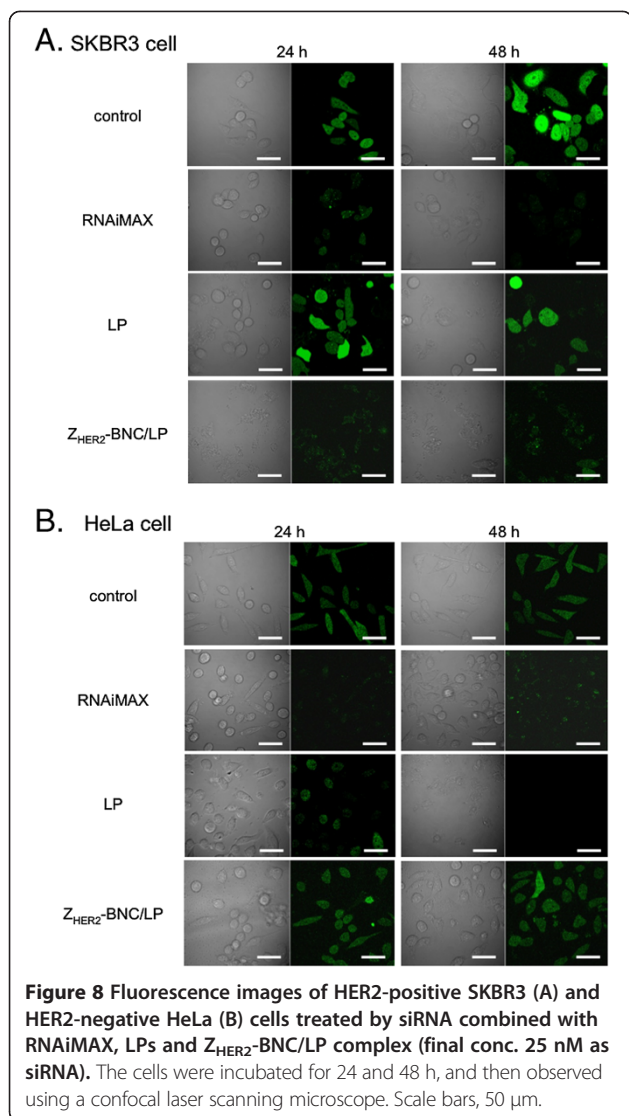 A. SKBR3 cell
24 h 48 h
control
RNAiMAX
LP
Z_HER2-BNC/LP
B. HeLa cell
24 h 48 h
control
RNAiMAX
LP
Z_HER2-BNC/LP
Figure 8 Fluorescence images of HER2-positive SKBR3 (A) and
HER2-negative HeLa (B) cells treated by siRNA combined with
RNAiMAX, LPs and Z_HER2-BNC/LP complex (final conc. 25 nM as
siRNA). The cells were incubated for 24 and 48 h, and then observed
using a confocal laser scanning microscope. Scale bars, 50 μm.